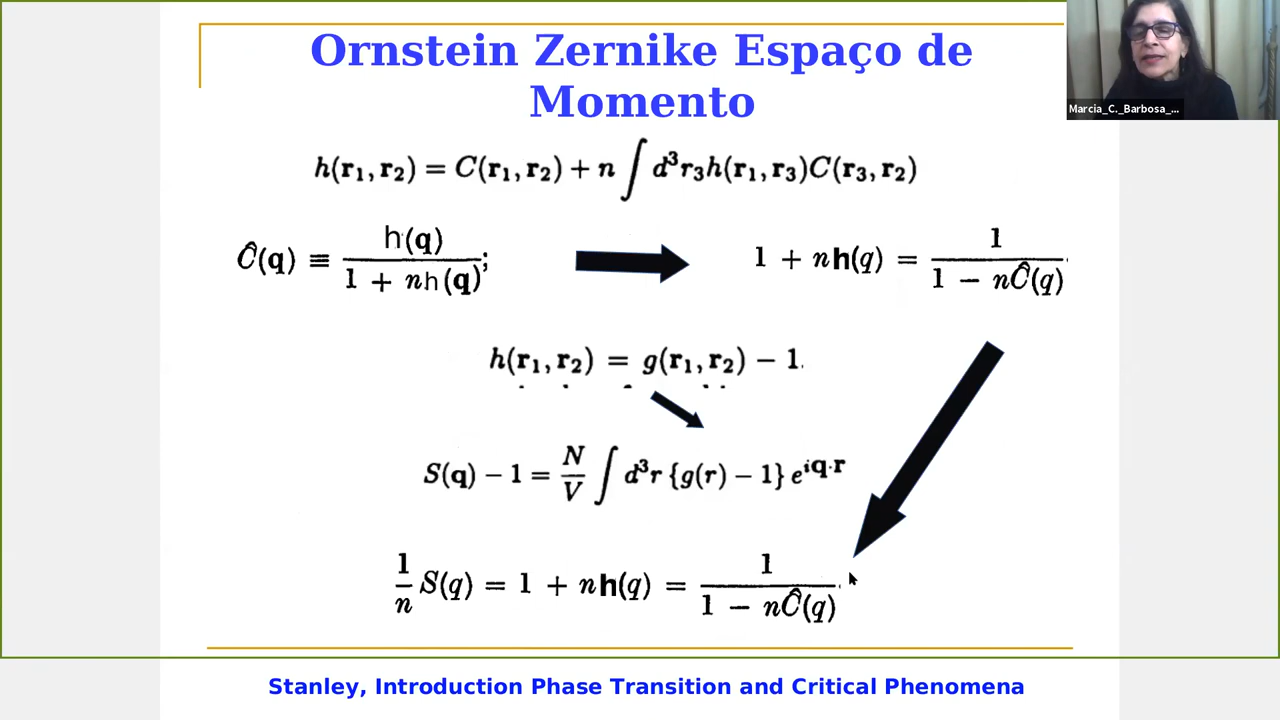 Ornstein Zernike Espaço de
Momento
Marcia_C._Barbosa_...
h(r₁, r₂) = C(r₁, r₂) + n ∫ d³r₃h(r₁, r₃)C(r₃, r₂)
Ĉ(q) ≡ h(q) / (1 + nh(q));
1 + nh(q) = 1 / (1 − nĈ(q))
h(r₁, r₂) = g(r₁, r₂) − 1.
S(q) − 1 = N/V ∫ d³r {g(r) − 1} e^{iq·r}
1/n S(q) = 1 + nh(q) = 1 / (1 − nĈ(q))
Stanley, Introduction Phase Transition and Critical Phenomena